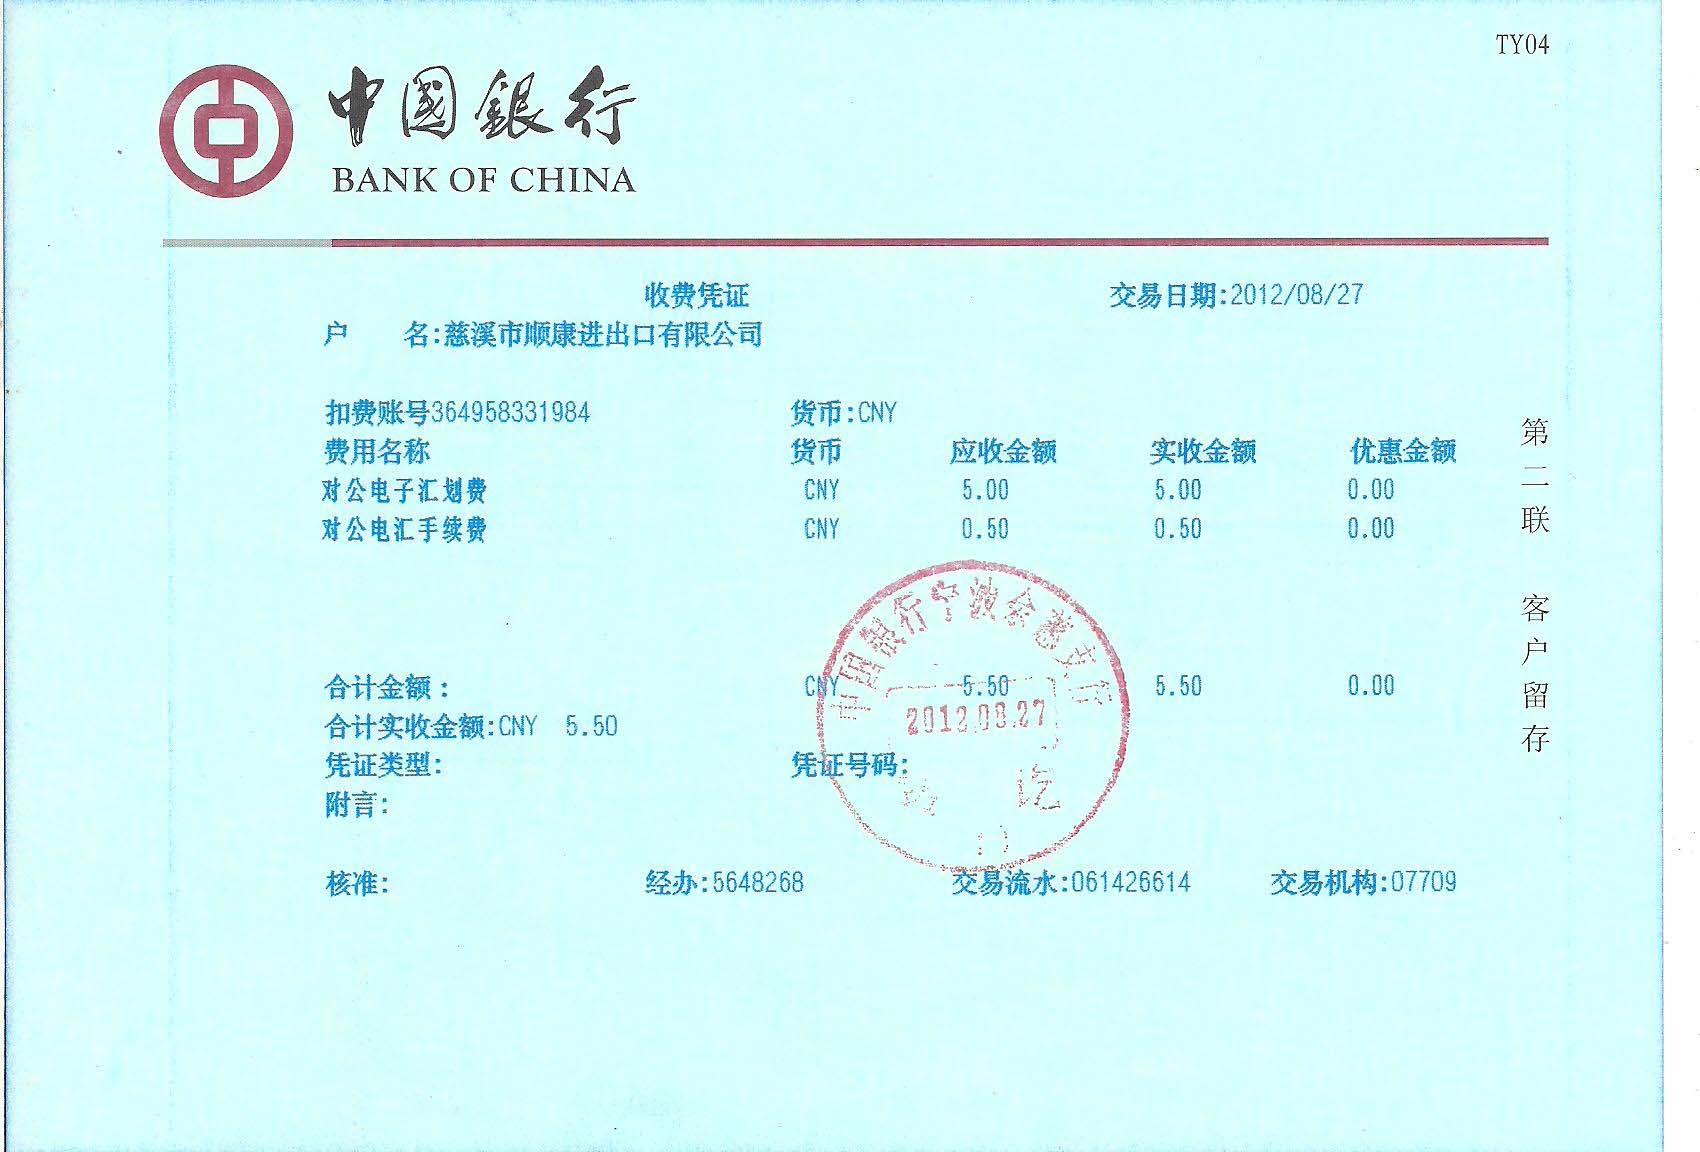 TY04
中國銀行
BANK OF CHINA
收费凭证 交易日期:2012/08/27
户 名:慈溪市顺康进出口有限公司
扣费账号364958331984 货币:CNY
费用名称 货币 应收金额 实收金额 优惠金额
对公电子汇划费 CNY 5.00 5.00 0.00
对公电汇手续费 CNY 0.50 0.50 0.00
中国银行宁波余慈支行
合计金额: CNY 5.50 5.50 0.00
2012.08.27
合计实收金额:CNY 5.50
凭证类型: 凭证号码:
附言:
讫
核准: 经办:5648268 交易流水:061426614 交易机构:07709
第二联 客户留存